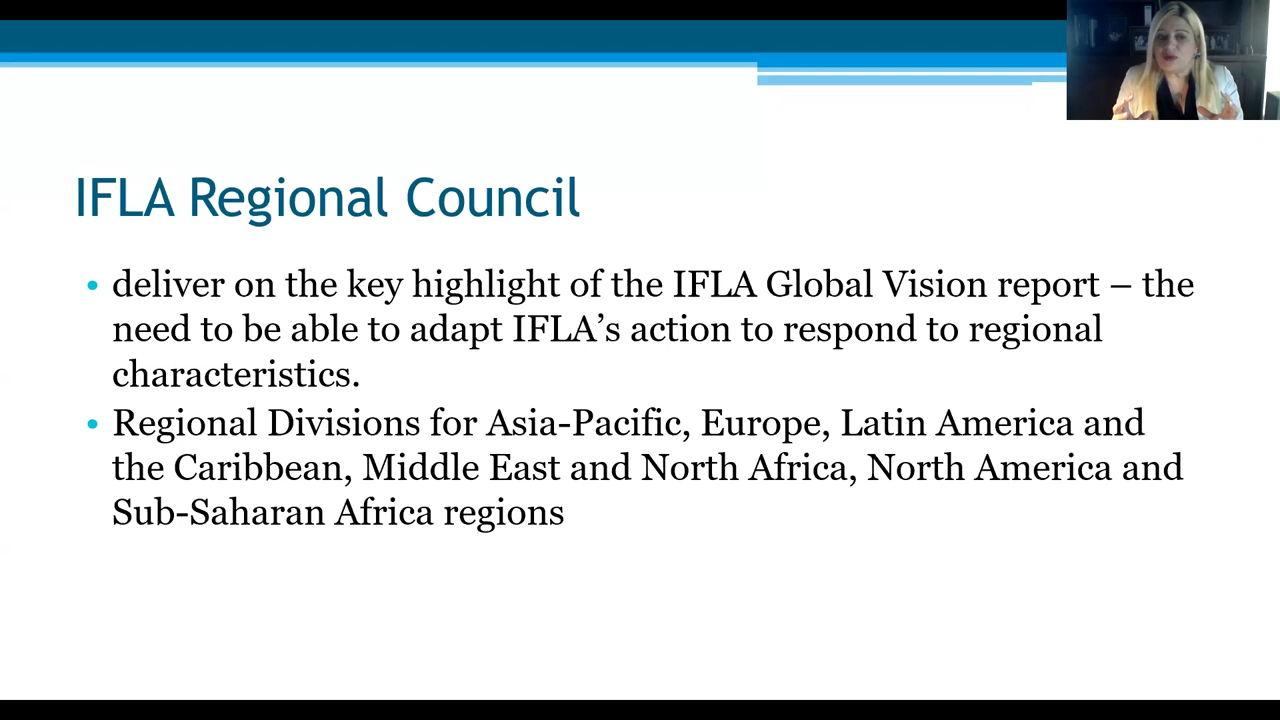 IFLA Regional Council
• deliver on the key highlight of the IFLA Global Vision report – the
need to be able to adapt IFLA’s action to respond to regional
characteristics.
• Regional Divisions for Asia-Pacific, Europe, Latin America and
the Caribbean, Middle East and North Africa, North America and
Sub-Saharan Africa regions